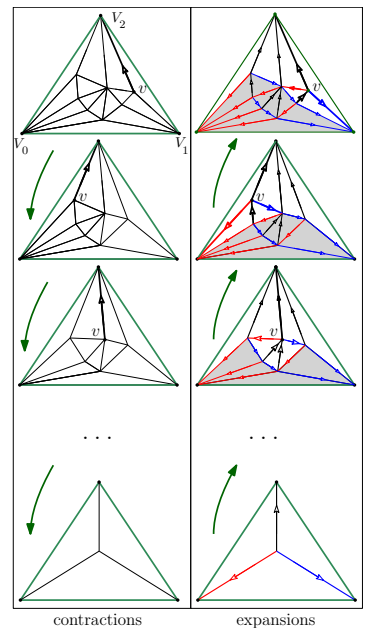 V₂
v
v
V₀
V₁
v
v
v
v
. . .
. . .
contractions
expansions